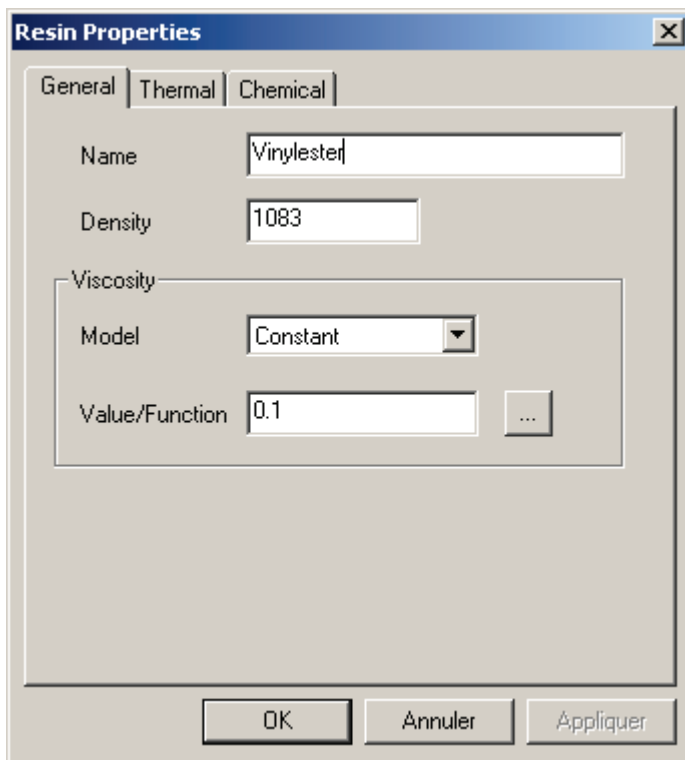 Resin Properties
General Thermal Chemical
Name Vinylester
Density 1083
Viscosity
Model Constant
Value/Function 0.1 ...
OK Annuler Appliquer